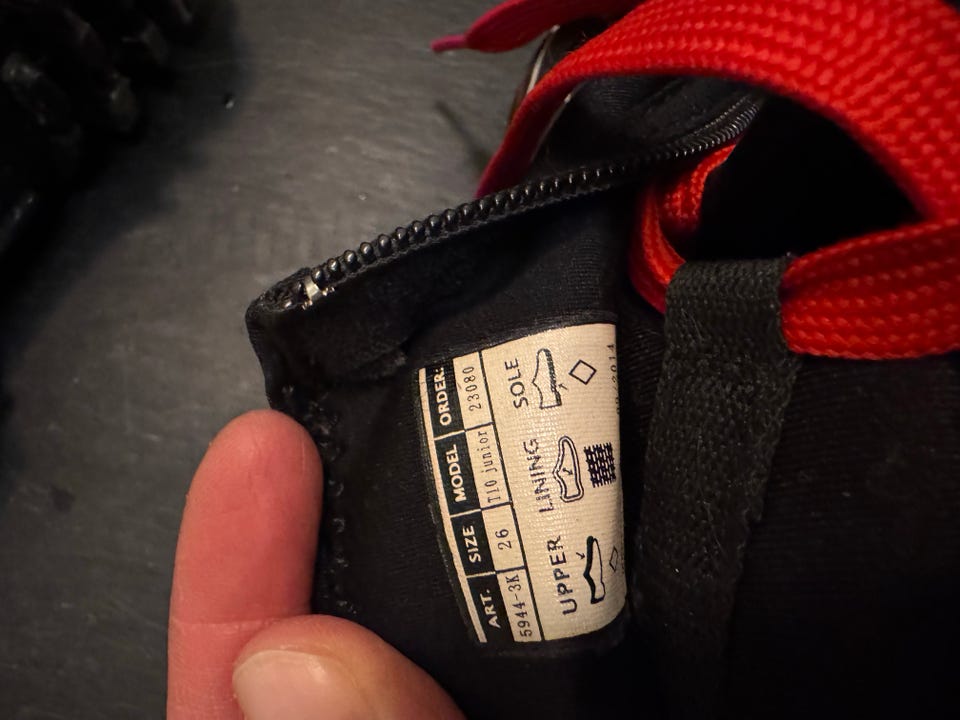 ART. SIZE MODEL ORDER:
5944-3K 26 T10 junior 23080
UPPER LINING SOLE